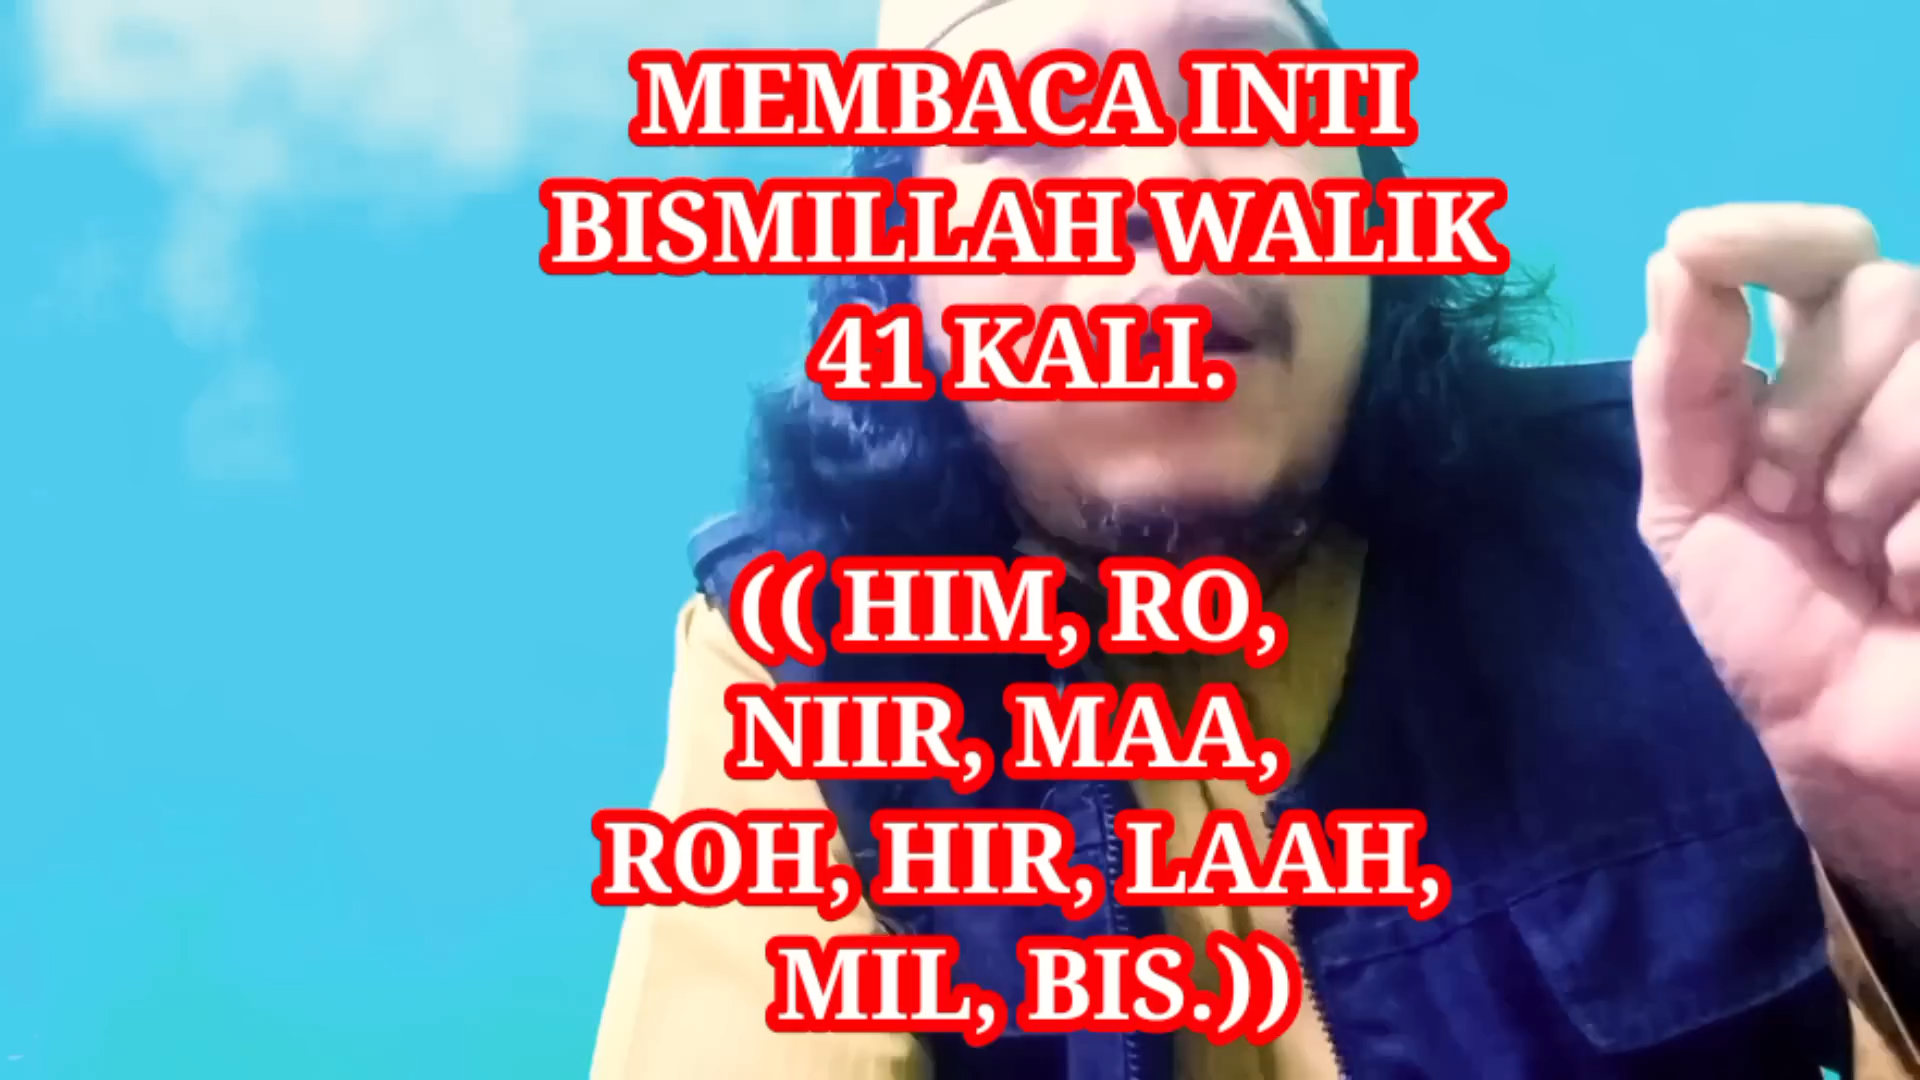 MEMBACA INTI
BISMILLAH WALIK
41 KALI.
(( HIM, RO,
NIIR, MAA,
ROH, HIR, LAAH,
MIL, BIS.))